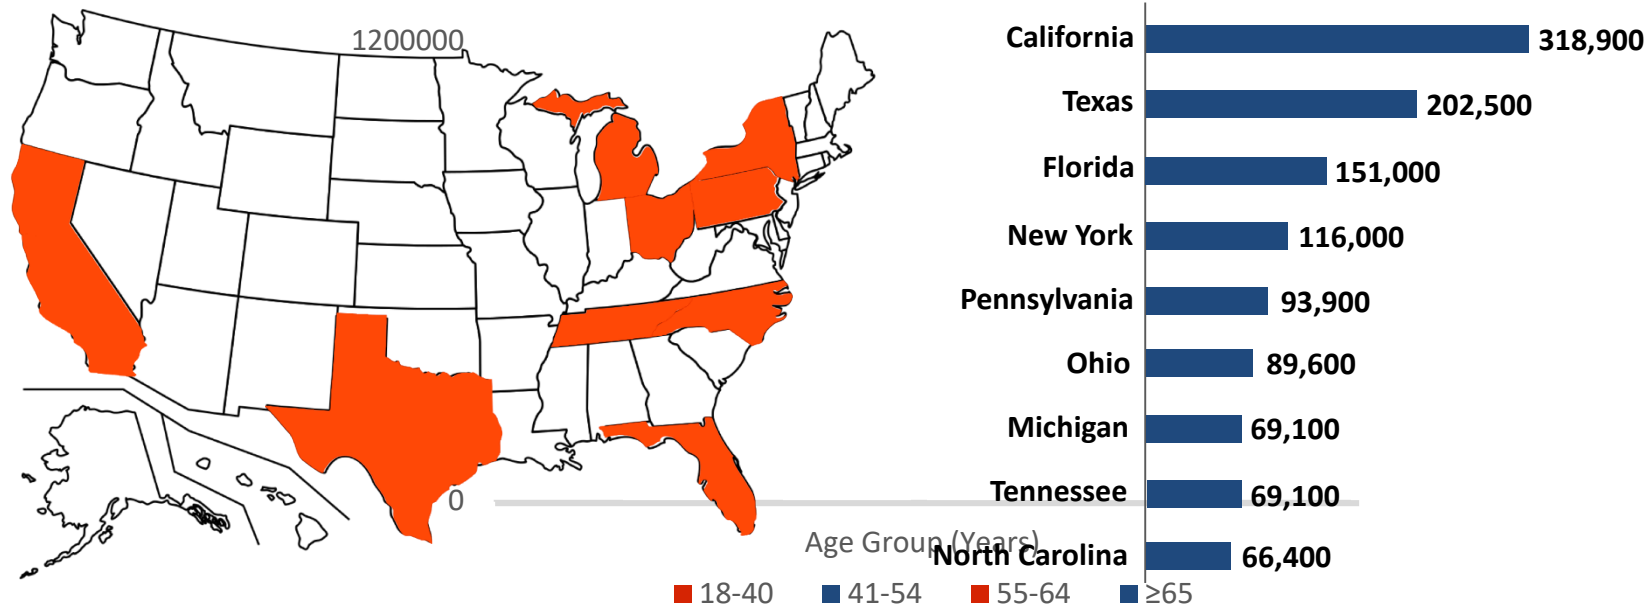 1200000
0
California 318,900
Texas 202,500
Florida 151,000
New York 116,000
Pennsylvania 93,900
Ohio 89,600
Michigan 69,100
Tennessee 69,100
North Carolina 66,400
Age Group (Years)
18-40 41-54 55-64 ≥65